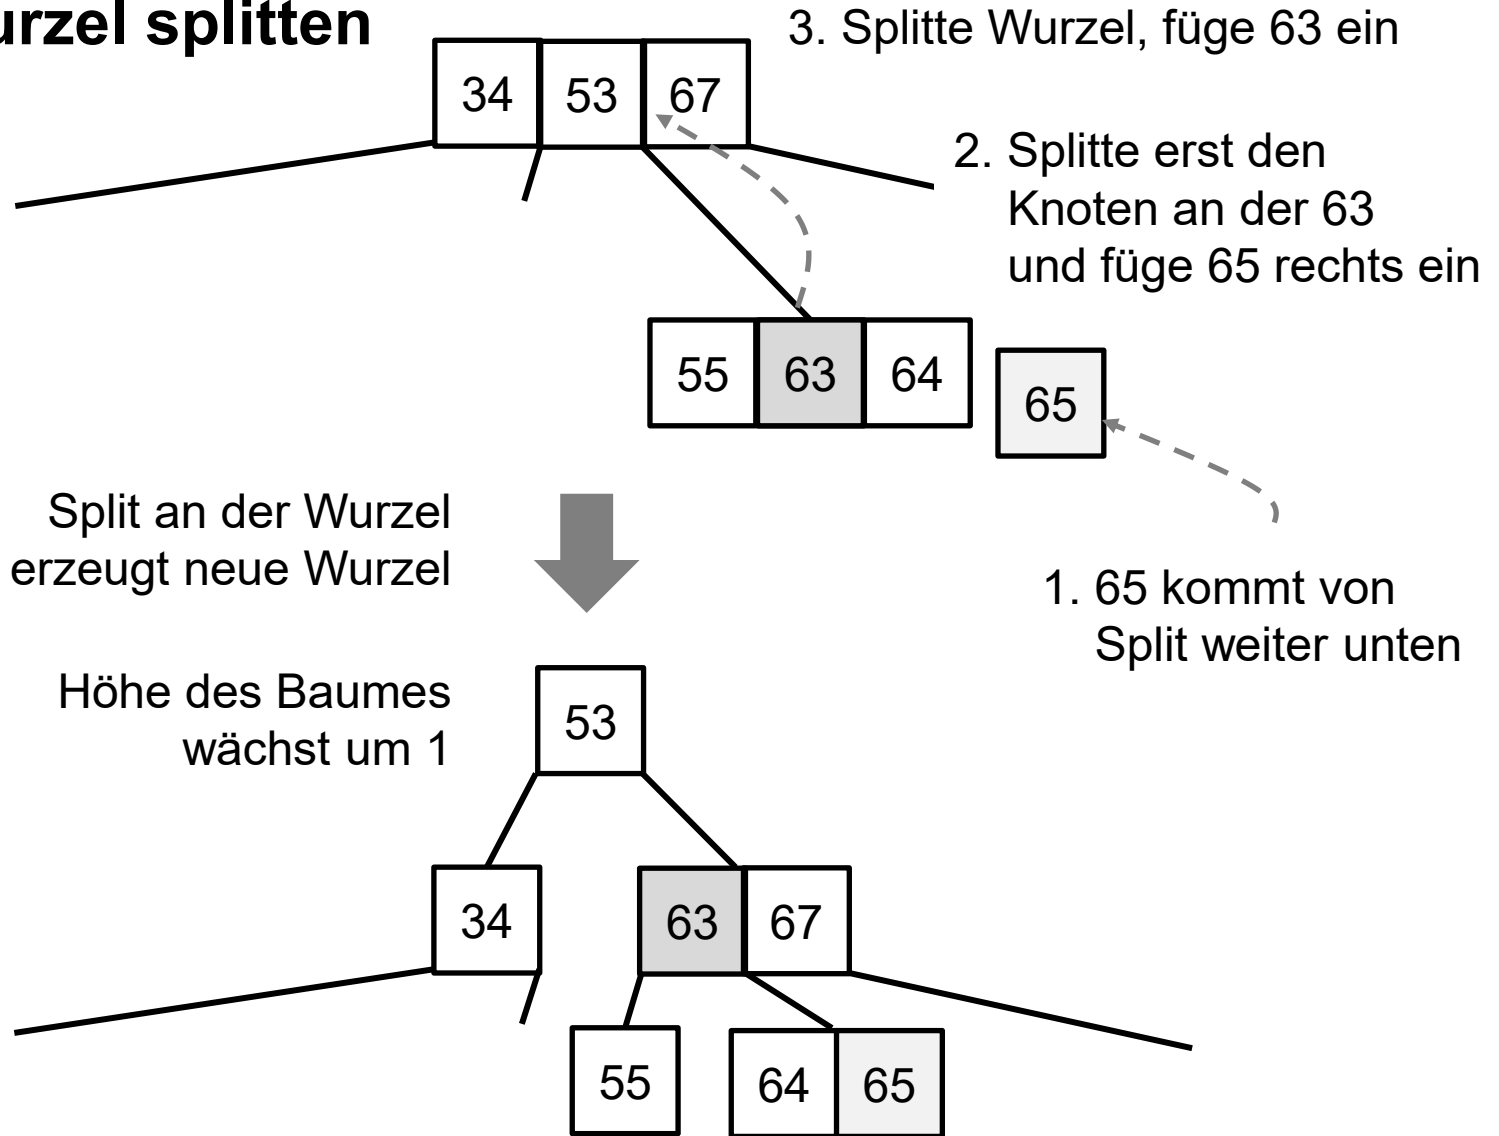 urzel splitten
3. Splitte Wurzel, füge 63 ein
34 53 67
2. Splitte erst den
Knoten an der 63
und füge 65 rechts ein
55 63 64
65
Split an der Wurzel
erzeugt neue Wurzel
1. 65 kommt von
Split weiter unten
Höhe des Baumes
wächst um 1
53
34 63 67
55 64 65